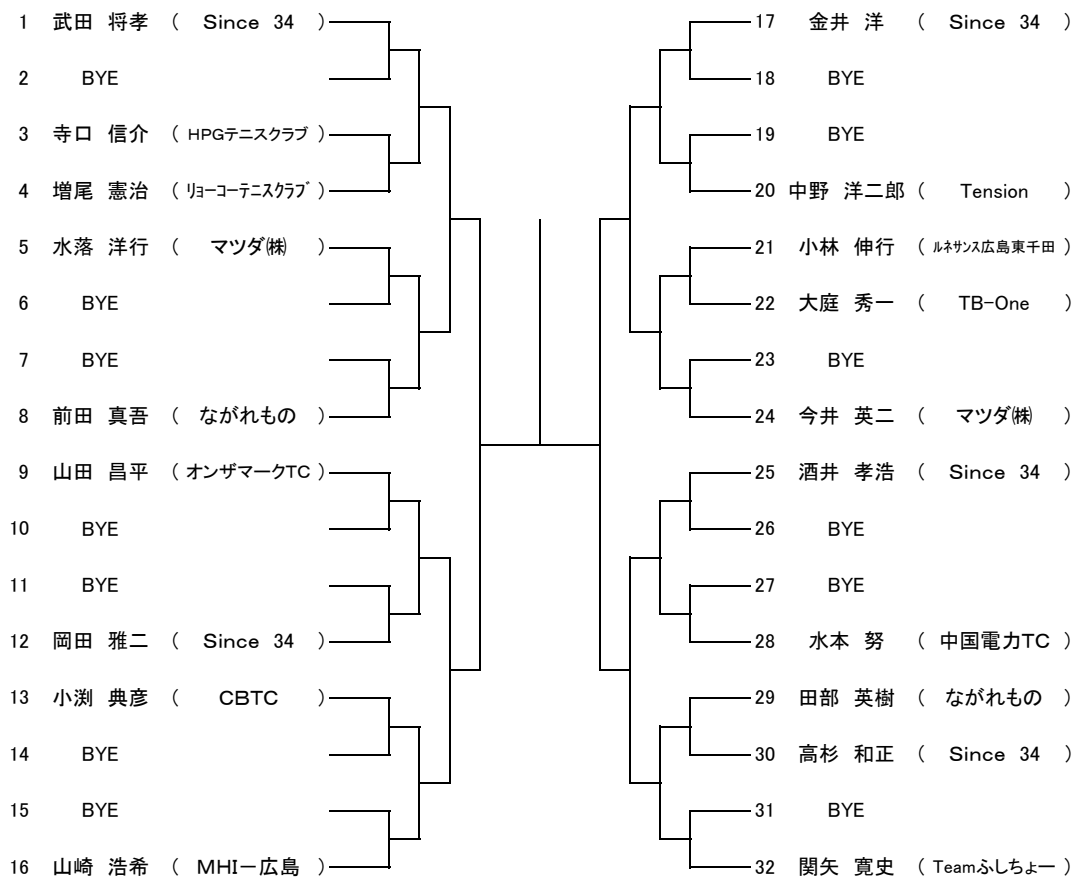 1 武田 将孝 ( Since 34 )
2 BYE
3 寺口 信介 ( HPGテニスクラブ )
4 増尾 憲治 ( ﾘｮｰｺｰﾃﾆｽｸﾗﾌﾞ )
5 水落 洋行 ( マツダ㈱ )
6 BYE
7 BYE
8 前田 真吾 ( ながれもの )
9 山田 昌平 ( オンザマークTC )
10 BYE
11 BYE
12 岡田 雅二 ( Since 34 )
13 小渕 典彦 ( CBTC )
14 BYE
15 BYE
16 山崎 浩希 ( MHI－広島 )
17 金井 洋 ( Since 34 )
18 BYE
19 BYE
20 中野 洋二郎 ( Tension )
21 小林 伸行 ( ﾙﾈｻﾝｽ広島東千田 )
22 大庭 秀一 ( TB-One )
23 BYE
24 今井 英二 ( マツダ㈱ )
25 酒井 孝浩 ( Since 34 )
26 BYE
27 BYE
28 水本 努 ( 中国電力TC )
29 田部 英樹 ( ながれもの )
30 高杉 和正 ( Since 34 )
31 BYE
32 関矢 寛史 ( Teamふしちょー )